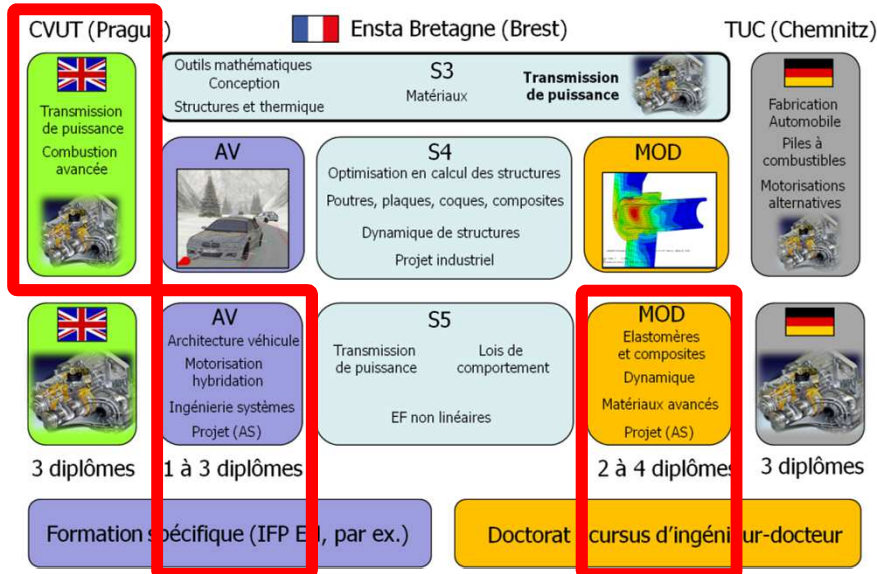 CVUT (Prague)
Ensta Bretagne (Brest)
TUC (Chemnitz)
Transmission
de puissance
Combustion
avancée
Outils mathématiques
Conception
Structures et thermique
S3
Matériaux
Transmission
de puissance
Fabrication
Automobile
Piles à
combustibles
Motorisations
alternatives
AV
S4
Optimisation en calcul des structures
Poutres, plaques, coques, composites
Dynamique de structures
Projet industriel
MOD
AV
Architecture véhicule
Motorisation
hybridation
Ingénierie systèmes
Projet (AS)
S5
Transmission
de puissance
Lois de
comportement
EF non linéaires
MOD
Elastomères
et composites
Dynamique
Matériaux avancés
Projet (AS)
3 diplômes
1 à 3 diplômes
2 à 4 diplômes
3 diplômes
Formation spécifique (IFP EN, par ex.)
Doctorat cursus d'ingénieur-docteur